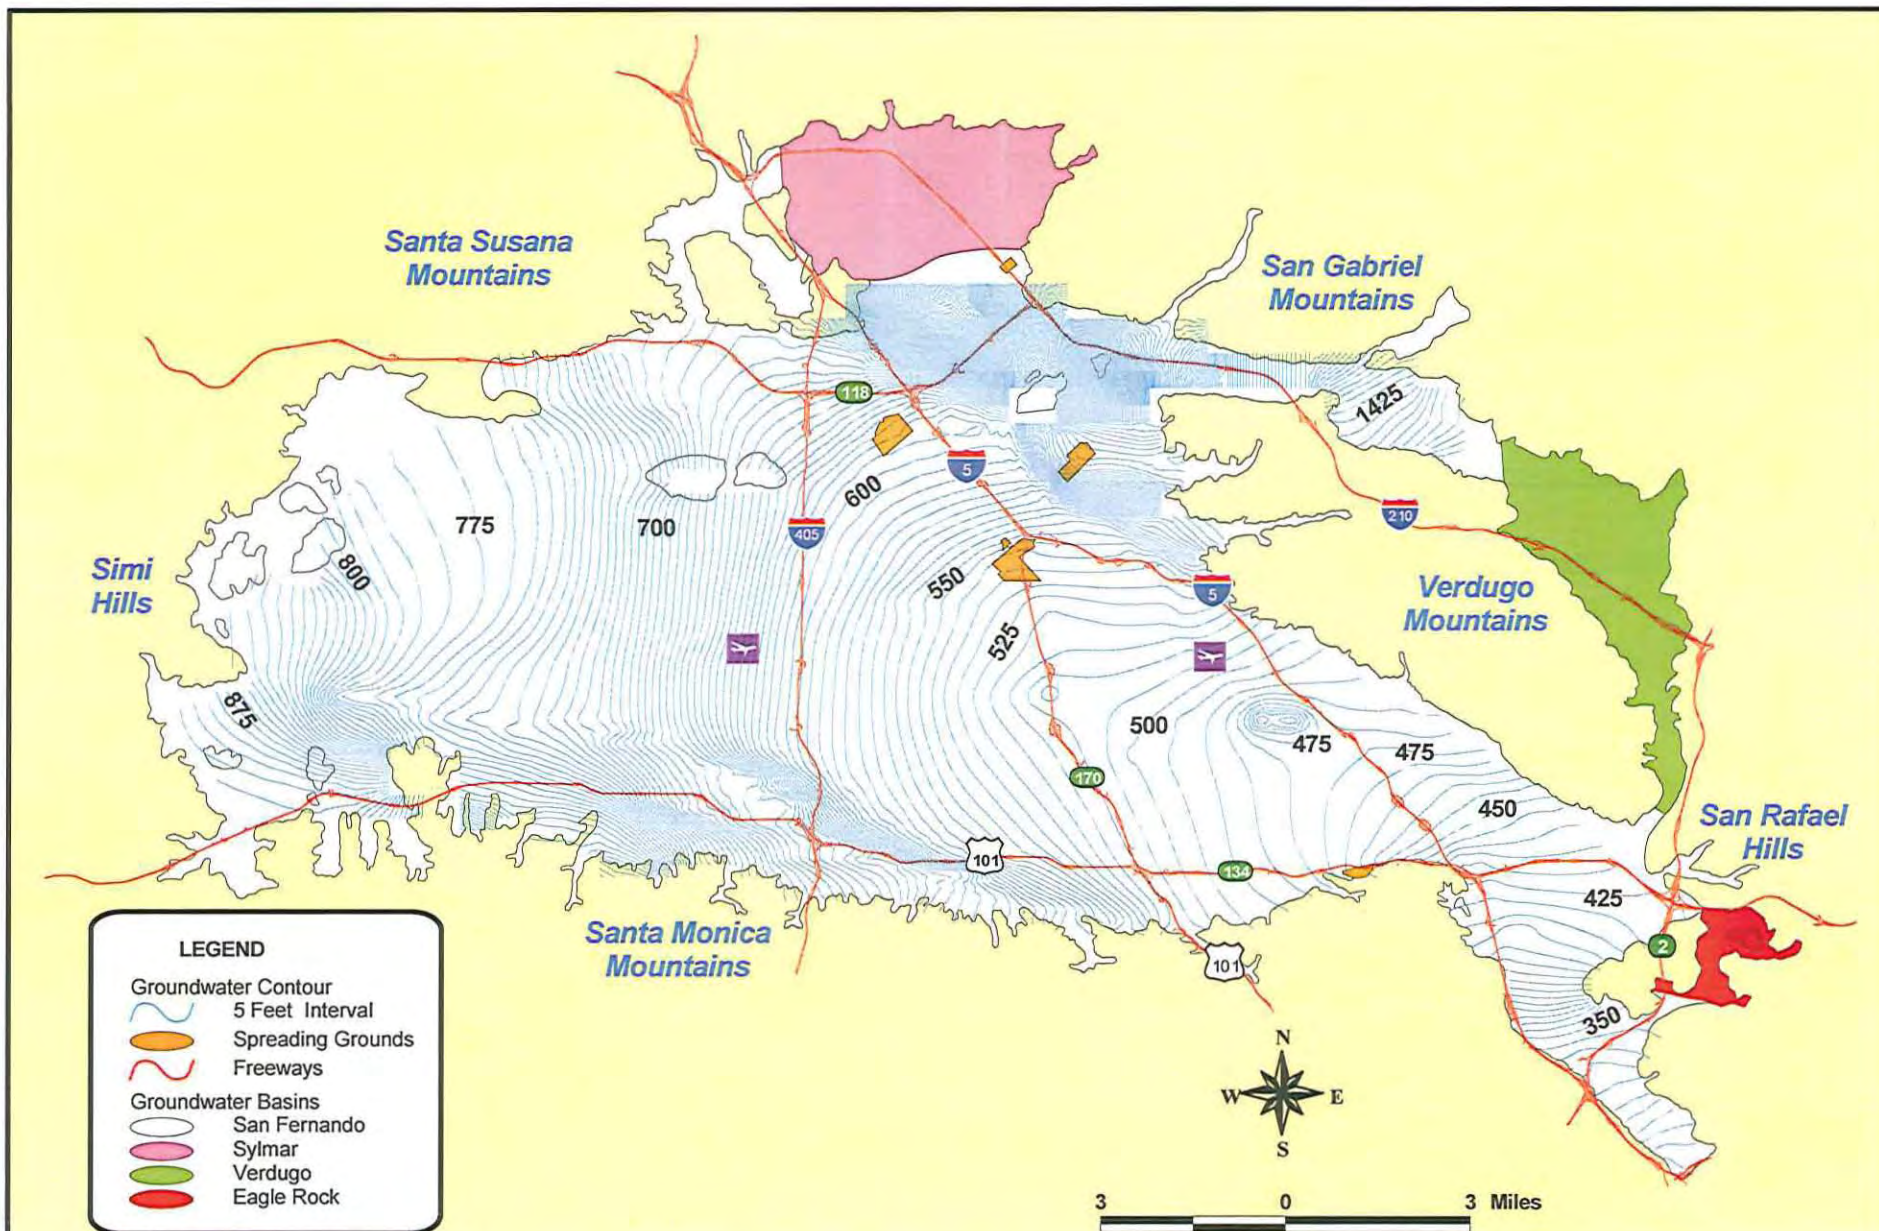 Santa Susana
Mountains
San Gabriel
Mountains
118
1425
5
600
775
700
405
210
Simi
Hills
800
550
5
Verdugo
Mountains
525
875
500
475
475
170
450
San Rafael
Hills
101
134
425
Santa Monica
Mountains
101
2
350
LEGEND
Groundwater Contour
5 Feet Interval
Spreading Grounds
Freeways
Groundwater Basins
San Fernando
Sylmar
Verdugo
Eagle Rock
N
W
E
S
3
0
3 Miles